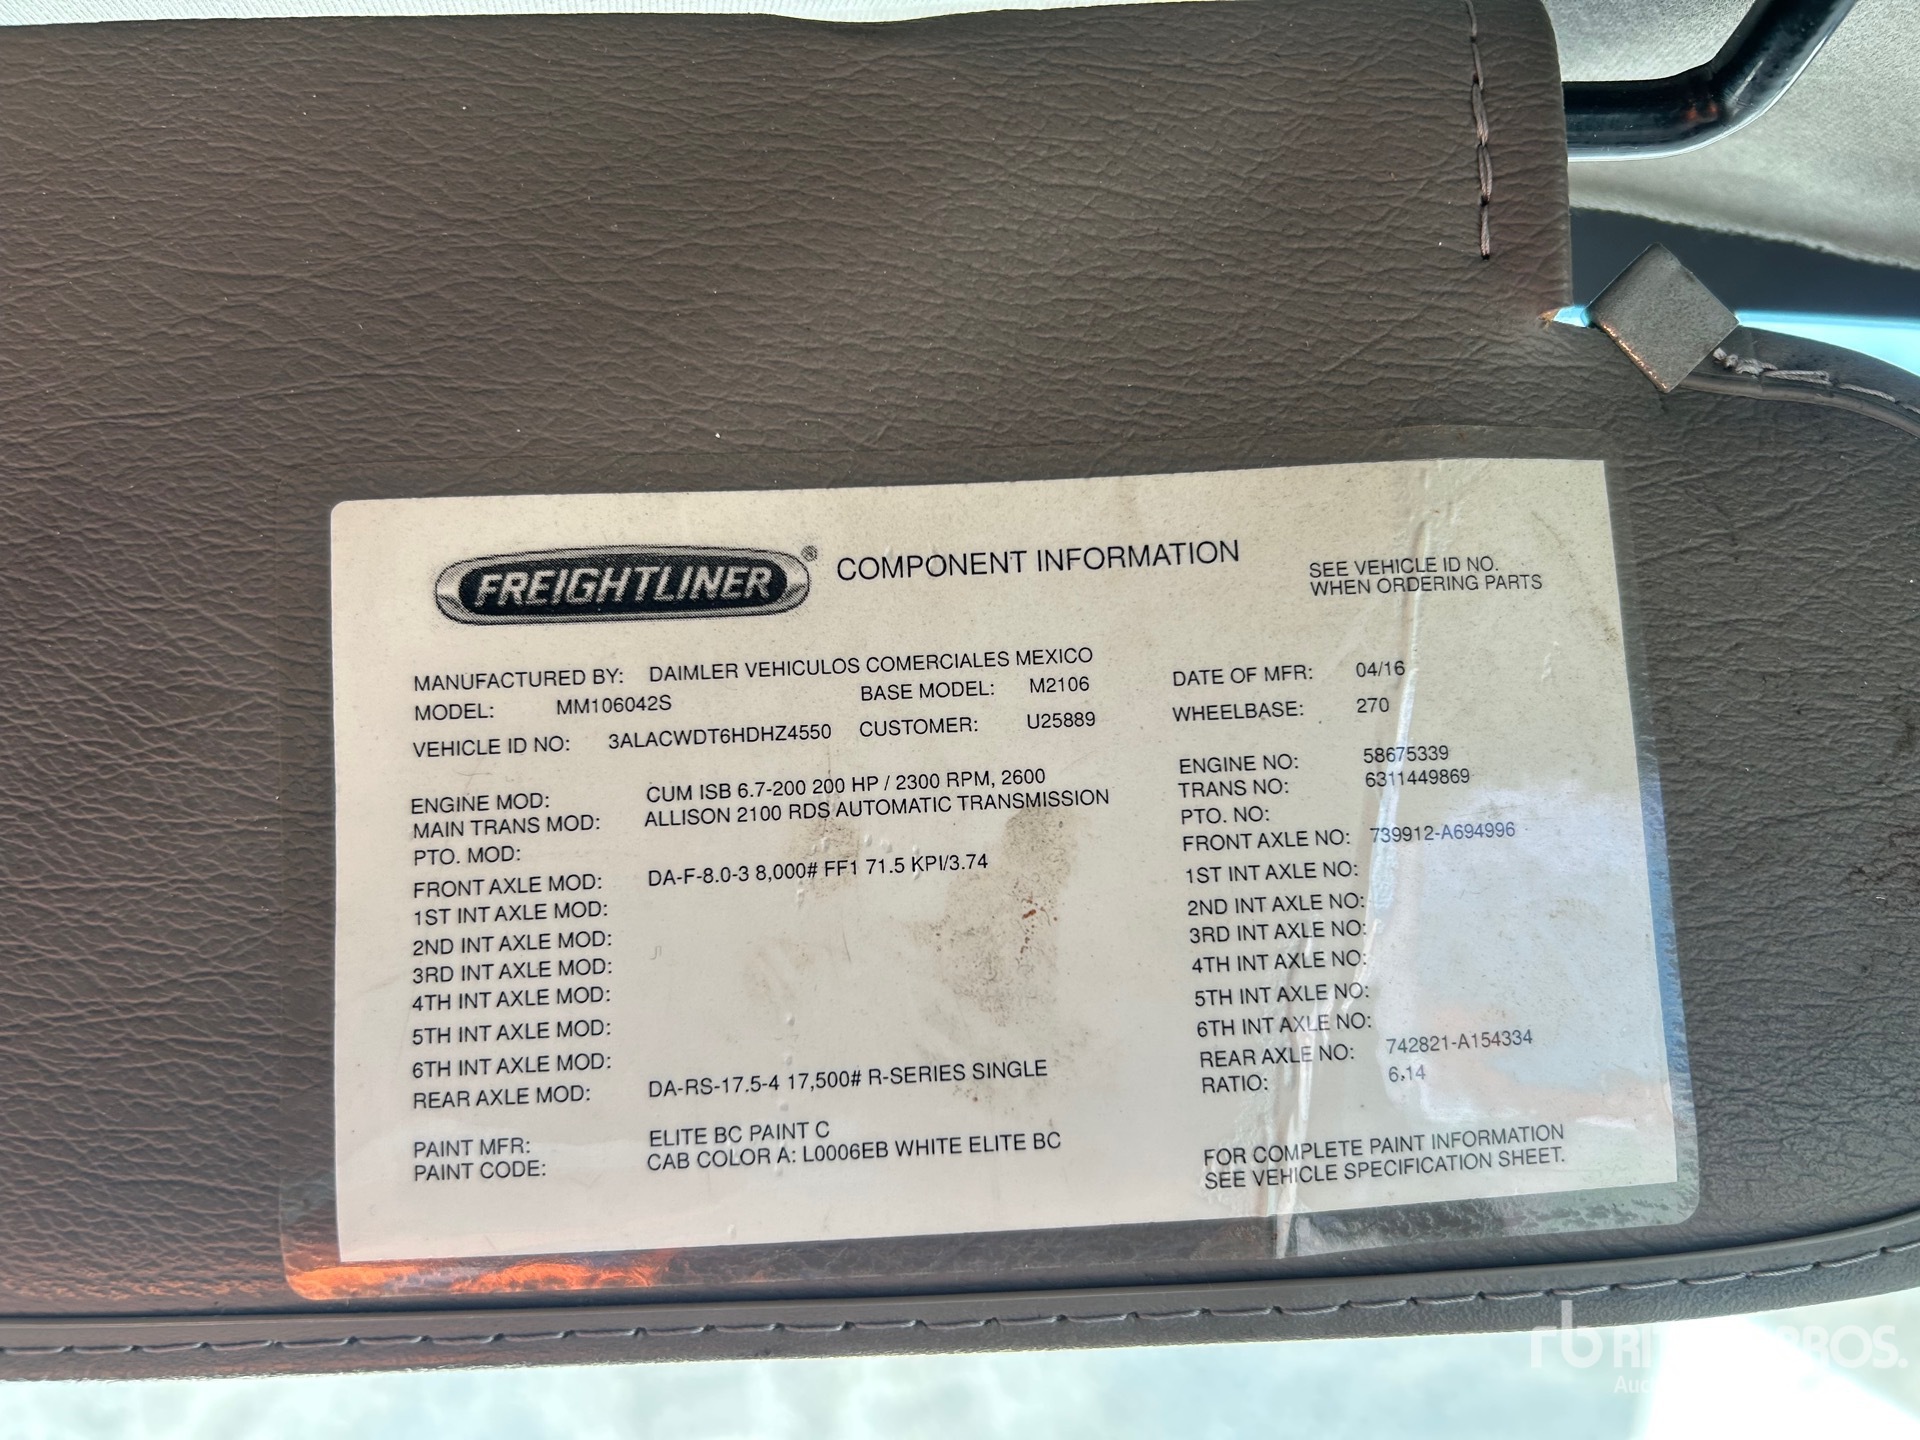 FREIGHTLINER® COMPONENT INFORMATION
SEE VEHICLE ID NO.
WHEN ORDERING PARTS
MANUFACTURED BY: DAIMLER VEHICULOS COMERCIALES MEXICO DATE OF MFR: 04/16
MODEL: MM106042S BASE MODEL: M2106 WHEELBASE: 270
VEHICLE ID NO: 3ALACWDT6HDHZ4550 CUSTOMER: U25889
ENGINE MOD: CUM ISB 6.7-200 200 HP / 2300 RPM, 2600 ENGINE NO: 58675339
MAIN TRANS MOD: ALLISON 2100 RDS AUTOMATIC TRANSMISSION TRANS NO: 6311449869
PTO. MOD: PTO. NO:
FRONT AXLE MOD: DA-F-8.0-3 8,000# FF1 71.5 KPI/3.74 FRONT AXLE NO: 739912-A694996
1ST INT AXLE MOD: 1ST INT AXLE NO:
2ND INT AXLE MOD: 2ND INT AXLE NO:
3RD INT AXLE MOD: 3RD INT AXLE NO:
4TH INT AXLE MOD: 4TH INT AXLE NO:
5TH INT AXLE MOD: 5TH INT AXLE NO:
6TH INT AXLE MOD: 6TH INT AXLE NO:
REAR AXLE MOD: DA-RS-17.5-4 17,500# R-SERIES SINGLE REAR AXLE NO: 742821-A154334
RATIO: 6.14
PAINT MFR: ELITE BC PAINT C
PAINT CODE: CAB COLOR A: L0006EB WHITE ELITE BC
FOR COMPLETE PAINT INFORMATION
SEE VEHICLE SPECIFICATION SHEET.
rb
BROS.